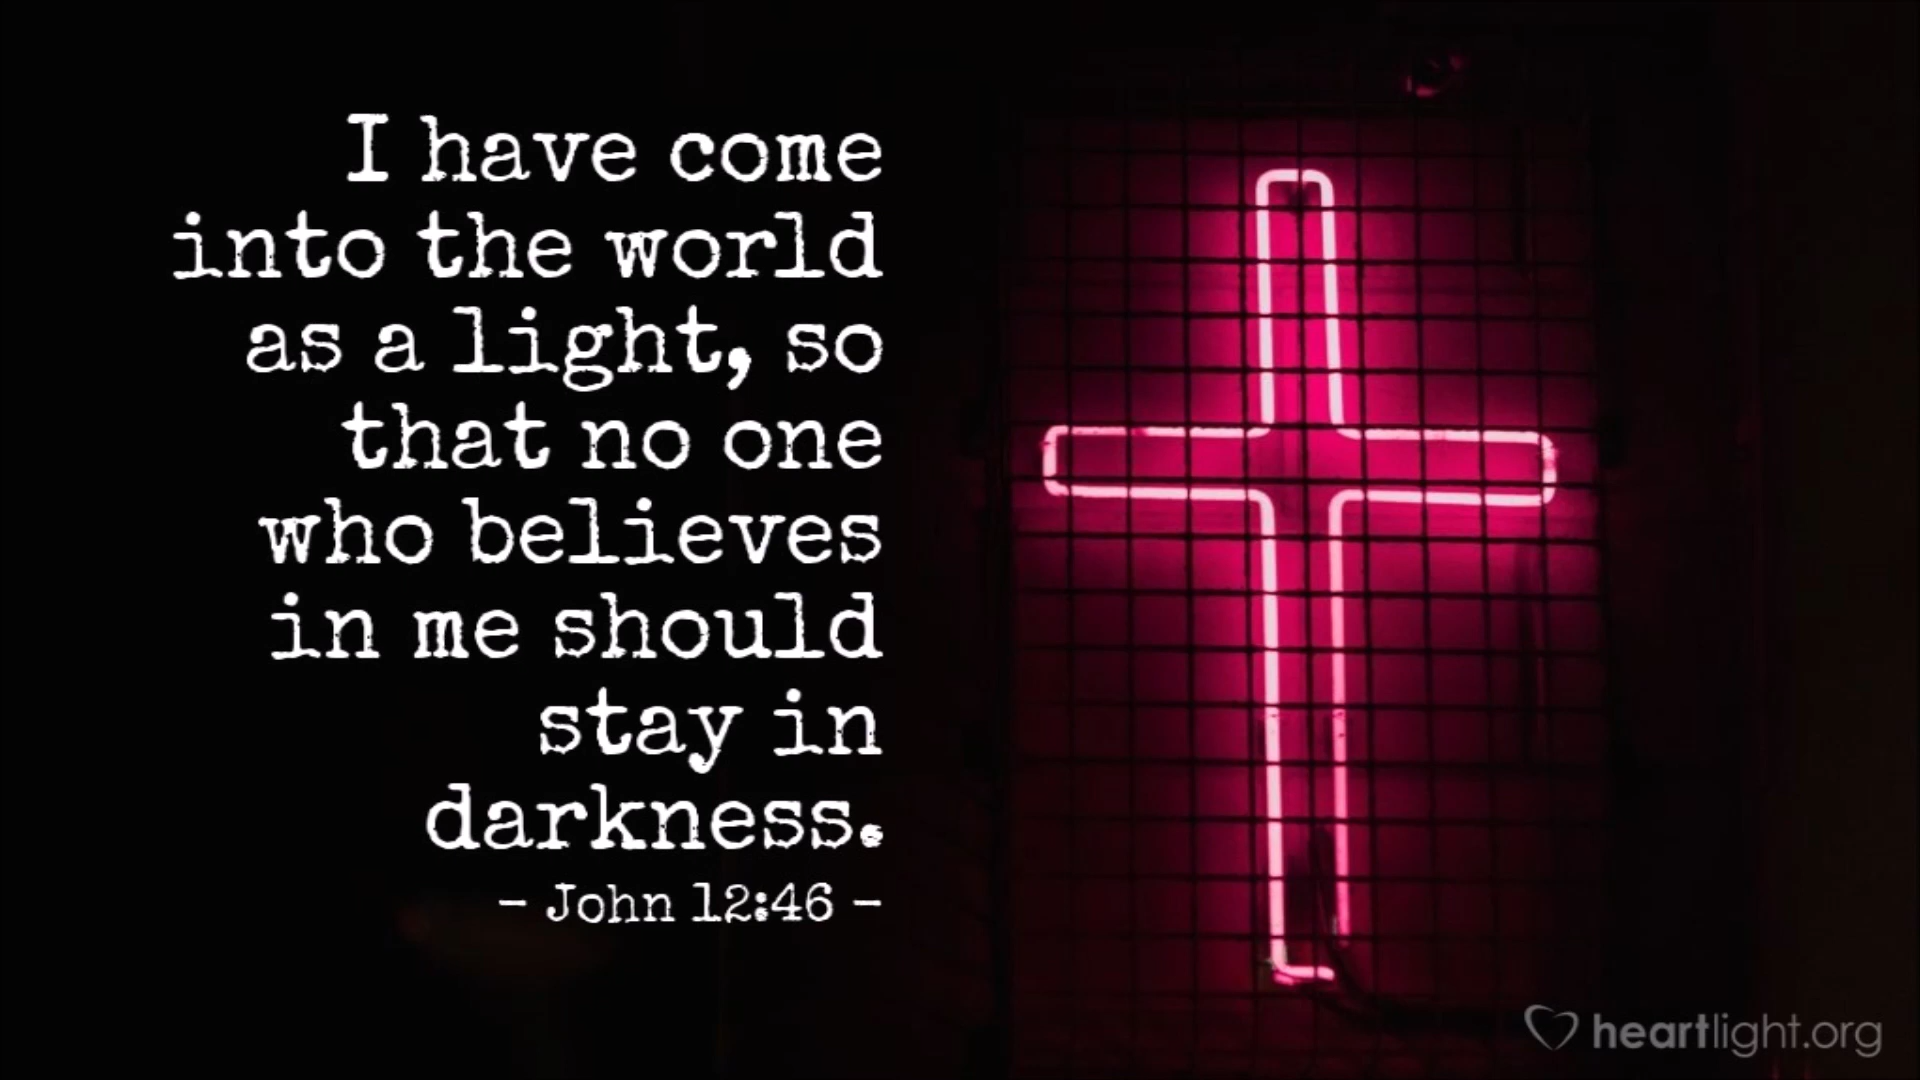 I have come
into the world
as a light, so
that no one
who believes
in me should
stay in
darkness.
- John 12:46 -
heartlight.org